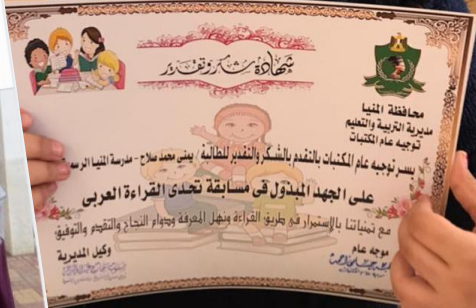 شهادة شكر وتقدير
محافظة المنيا
مديرية التربية والتعليم
توجيه عام المكتبات
يسر توجيه عام المكتبات بالتقدم بالشكر والتقدير للطالبة / يمنى محمد صلاح - مدرسة المنيا
على الجهد المبذول فى مسابقة تحدى القراءة العربى
مع تمنياتنا بالاستمرار فى طريق القراءة ونهل المعرفة ودوام النجاح والتقدم والتوفيق
موجه عام
وكيل المديرية